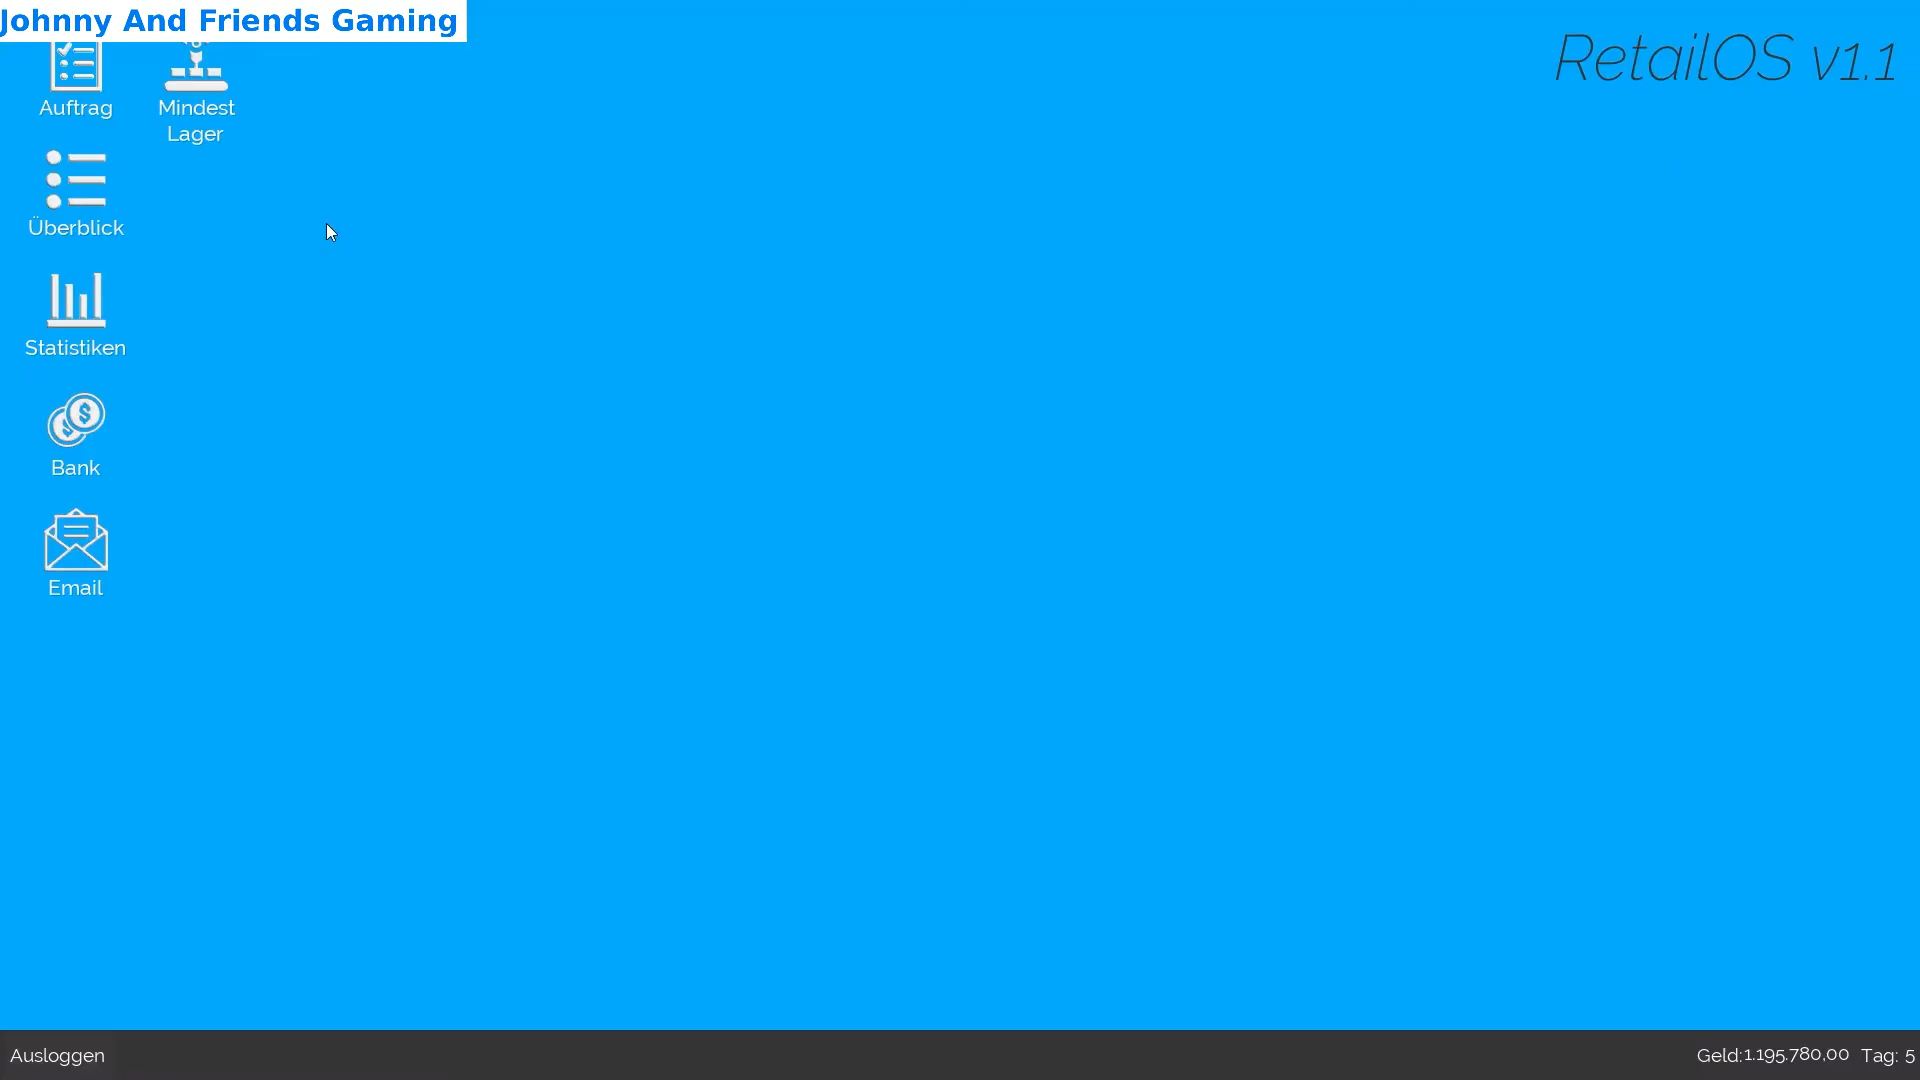 Johnny And Friends Gaming
RetailOS v1.1
Auftrag
Mindest
Lager
Überblick
Statistiken
Bank
Email
Ausloggen
Geld:1.195.780,00 Tag: 5